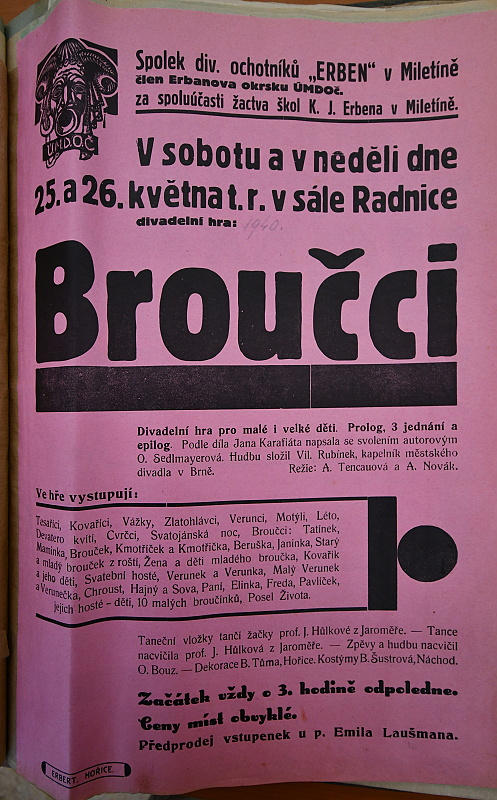 ÚMDOČ
Spolek div. ochotníků „ERBEN“ v Miletíně
člen Erbanova okrsku ÚMDOČ.
za spoluúčasti žactva škol K. J. Erbena v Miletíně.
V sobotu a v neděli dne
25. a 26. května t. r. v sále Radnice
divadelní hra: 1940.
Broučci
Divadelní hra pro malé i velké děti. Prolog, 3 jednání a
epilog. Podle díla Jana Karafiáta napsala se svolením autorovým
O. Sedlmayerová. Hudbu složil Vil. Rubínek, kapelník městského
divadla v Brně. Režie: A. Tencauová a A. Novák.
Ve hře vystupují:
Tesaříci, Kovaříci, Vážky, Zlatohlávci, Verunci, Motýli, Léto,
Devatero kvítí, Cvrčci, Svatojánská noc, Broučci: Tatínek,
Maminka, Brouček, Kmotříček a Kmotřička, Beruška, Janinka, Starý
a mladý brouček z roští, Žena a děti mladého broučka, Kovařík
a jeho děti, Svatební hosté, Verunek a Verunka, Malý Verunek
a Verunečka, Chroust, Hajný a Sova, Paní, Elinka, Freda, Pavlíček,
jejich hosté - děti, 10 malých broučínků, Posel Života.
Taneční vložky tančí žačky prof. J. Hůlkové z Jaroměře. — Tance
nacvičila prof. J. Hůlková z Jaroměře. — Zpěvy a hudbu nacvičil
O. Bouz. — Dekorace B. Tůma, Hořice. Kostýmy B. Šustrová, Náchod.
Začátek vždy o 3. hodině odpoledne.
Ceny míst obvyklé.
Předprodej vstupenek u p. Emila Laušmana.
ERBERT, HOŘICE.